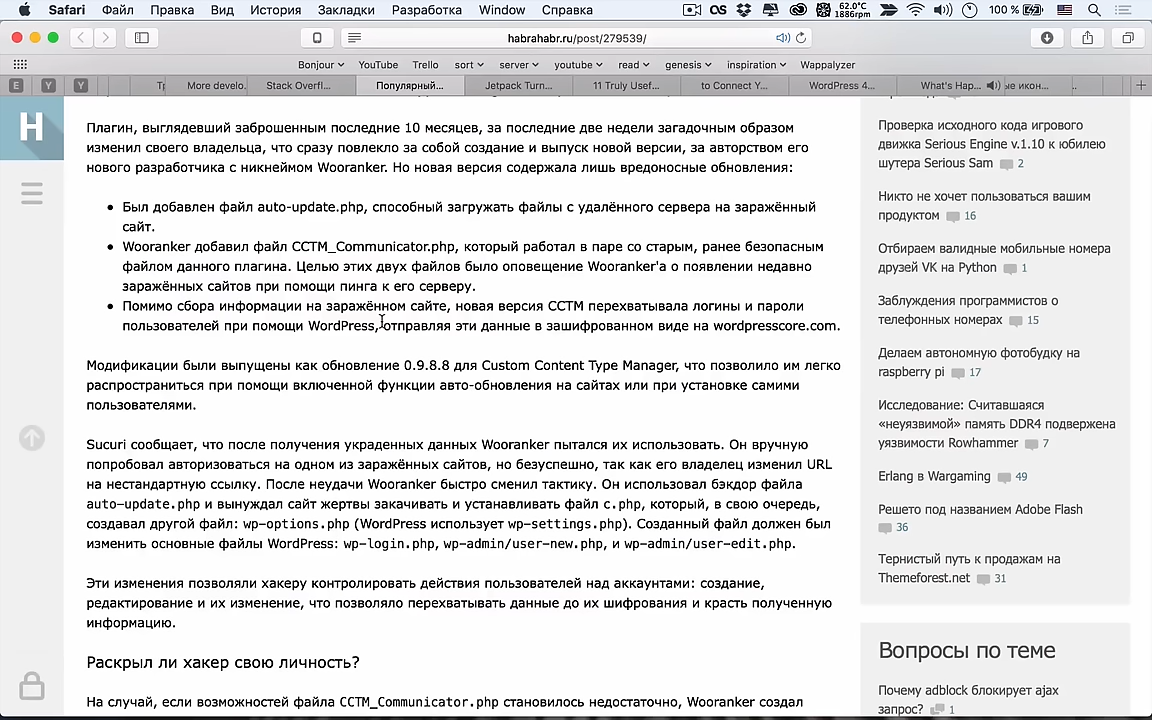 Safari Файл Правка Вид История Закладки Разработка Window Справка
62.0°C
1886rpm
100 %
habrahabr.ru/post/279539/
Bonjour YouTube Trello sort server youtube read genesis inspiration Wappalyzer
E Y Y More develo.. Stack Overfl... Популярный... Jetpack Turn... 11 Truly Usef... to Connect Y... WordPress 4... What's Hap... ые икон...
H
Плагин, выглядевший заброшенным последние 10 месяцев, за последние две недели загадочным образом
изменил своего владельца, что сразу повлекло за собой создание и выпуск новой версии, за авторством его
нового разработчика с никнеймом Wooranker. Но новая версия содержала лишь вредоносные обновления:
Был добавлен файл auto-update.php, способный загружать файлы с удалённого сервера на заражённый
сайт.
Wooranker добавил файл CCTM_Communicator.php, который работал в паре со старым, ранее безопасным
файлом данного плагина. Целью этих двух файлов было оповещение Wooranker'а о появлении недавно
заражённых сайтов при помощи пинга к его серверу.
Помимо сбора информации на заражённом сайте, новая версия CCTM перехватывала логины и пароли
пользователей при помощи WordPress, отправляя эти данные в зашифрованном виде на wordpresscore.com.
Модификации были выпущены как обновление 0.9.8.8 для Custom Content Type Manager, что позволило им легко
распространиться при помощи включенной функции авто-обновления на сайтах или при установке самими
пользователями.
Sucuri сообщает, что после получения украденных данных Wooranker пытался их использовать. Он вручную
попробовал авторизоваться на одном из заражённых сайтов, но безуспешно, так как его владелец изменил URL
на нестандартную ссылку. После неудачи Wooranker быстро сменил тактику. Он использовал бэкдор файла
auto-update.php и вынуждал сайт жертвы закачивать и устанавливать файл c.php, который, в свою очередь,
создавал другой файл: wp-options.php (WordPress использует wp-settings.php). Созданный файл должен был
изменить основные файлы WordPress: wp-login.php, wp-admin/user-new.php, и wp-admin/user-edit.php.
Эти изменения позволяли хакеру контролировать действия пользователей над аккаунтами: создание,
редактирование и их изменение, что позволяло перехватывать данные до их шифрования и красть полученную
информацию.
Раскрыл ли хакер свою личность?
На случай, если возможностей файла CCTM_Communicator.php становилось недостаточно, Wooranker создал
Проверка исходного кода игрового
движка Serious Engine v.1.10 к юбилею
шутера Serious Sam 2
Никто не хочет пользоваться вашим
продуктом 16
Отбираем валидные мобильные номера
друзей VK на Python 1
Заблуждения программистов о
телефонных номерах 15
Делаем автономную фотобудку на
raspberry pi 17
Исследование: Считавшаяся
«неуязвимой» память DDR4 подвержена
уязвимости Rowhammer 7
Erlang в Wargaming 49
Решето под названием Adobe Flash
36
Тернистый путь к продажам на
Themeforest.net 31
Вопросы по теме
Почему adblock блокирует ajax
запрос? 1